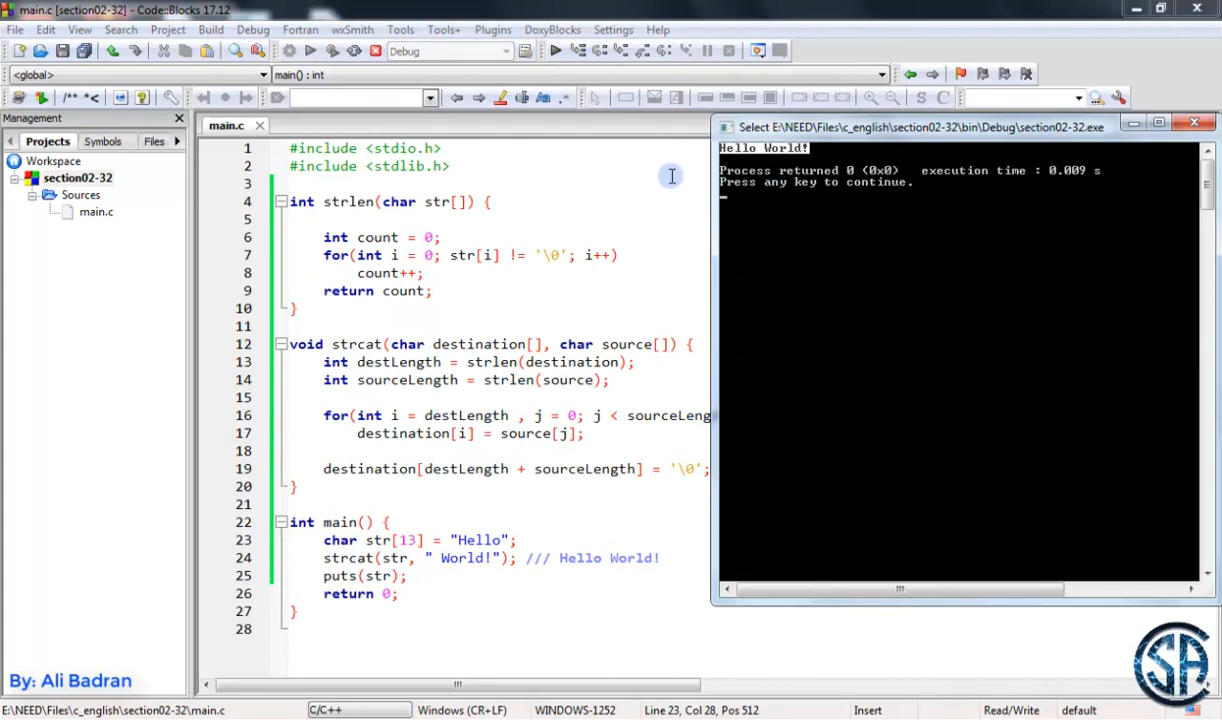 main.c [section02-32] - Code::Blocks 17.12
File Edit View Search Project Build Debug Fortran wxSmith Tools Tools+ Plugins DoxyBlocks Settings Help
Debug
<global> main() : int
/** *<
S C
Management
Projects Symbols Files
Workspace
section02-32
Sources
main.c
main.c
1 #include <stdio.h>
2 #include <stdlib.h>
3
4 int strlen(char str[]) {
5
6 int count = 0;
7 for(int i = 0; str[i] != '\0'; i++)
8 count++;
9 return count;
10 }
11
12 void strcat(char destination[], char source[]) {
13 int destLength = strlen(destination);
14 int sourceLength = strlen(source);
15
16 for(int i = destLength , j = 0; j < sourceLeng
17 destination[i] = source[j];
18
19 destination[destLength + sourceLength] = '\0';
20 }
21
22 int main() {
23 char str[13] = "Hello";
24 strcat(str, " World!"); /// Hello World!
25 puts(str);
26 return 0;
27 }
28
Select E:\NEED\Files\c_english\section02-32\bin\Debug\section02-32.exe
Hello World!
Process returned 0 (0x0) execution time : 0.009 s
Press any key to continue.
By: Ali Badran
SA
E:\NEED\Files\c_english\section02-32\main.c C/C++ Windows (CR+LF) WINDOWS-1252 Line 23, Col 28, Pos 512 Insert Read/Write default